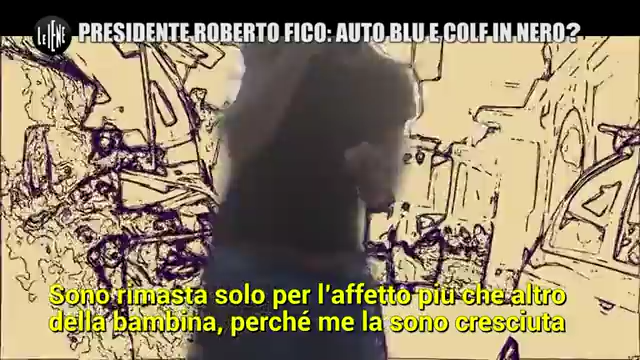 LE IENE
PRESIDENTE ROBERTO FICO: AUTO BLU E COLF IN NERO?
Sono rimasta solo per l'affetto più che altro
della bambina, perché me la sono cresciuta